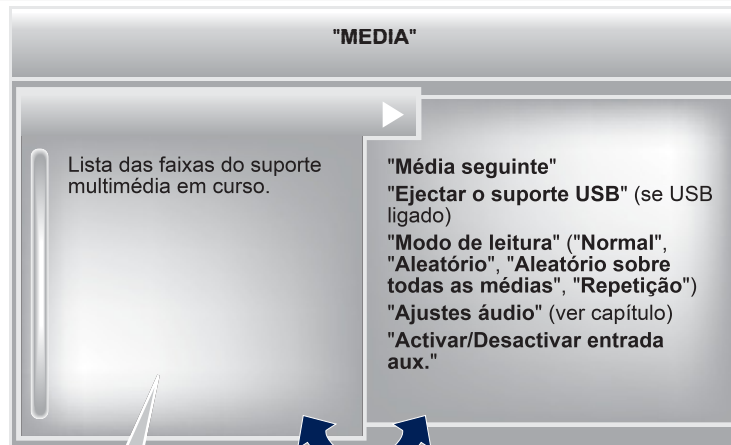 "MEDIA"
Lista das faixas do suporte
multimédia em curso.
"Média seguinte"
"Ejectar o suporte USB" (se USB
ligado)
"Modo de leitura" ("Normal",
"Aleatório", "Aleatório sobre
todas as médias", "Repetição")
"Ajustes áudio" (ver capítulo)
"Activar/Desactivar entrada
aux."